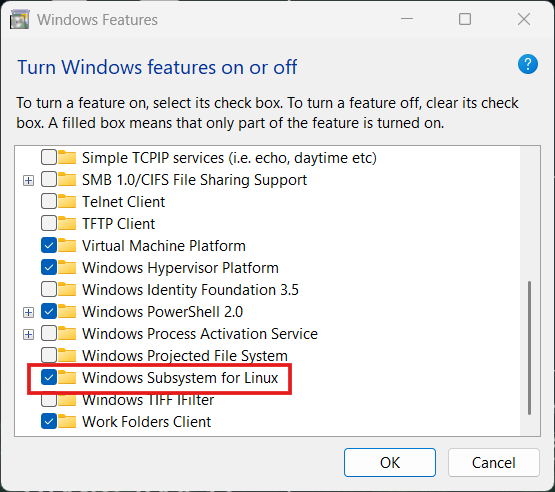 Windows Features
Turn Windows features on or off
To turn a feature on, select its check box. To turn a feature off, clear its check
box. A filled box means that only part of the feature is turned on.
Simple TCPIP services (i.e. echo, daytime etc)
SMB 1.0/CIFS File Sharing Support
Telnet Client
TFTP Client
Virtual Machine Platform
Windows Hypervisor Platform
Windows Identity Foundation 3.5
Windows PowerShell 2.0
Windows Process Activation Service
Windows Projected File System
Windows Subsystem for Linux
Windows TIFF IFilter
Work Folders Client
OK
Cancel